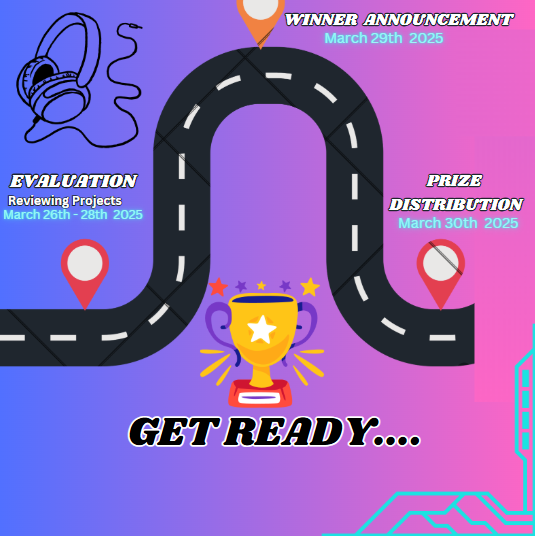 WINNER ANNOUNCEMENT
March 29th 2025
EVALUATION
Reviewing Projects
March 26th - 28th 2025
PRIZE
DISTRIBUTION
March 30th 2025
GET READY....